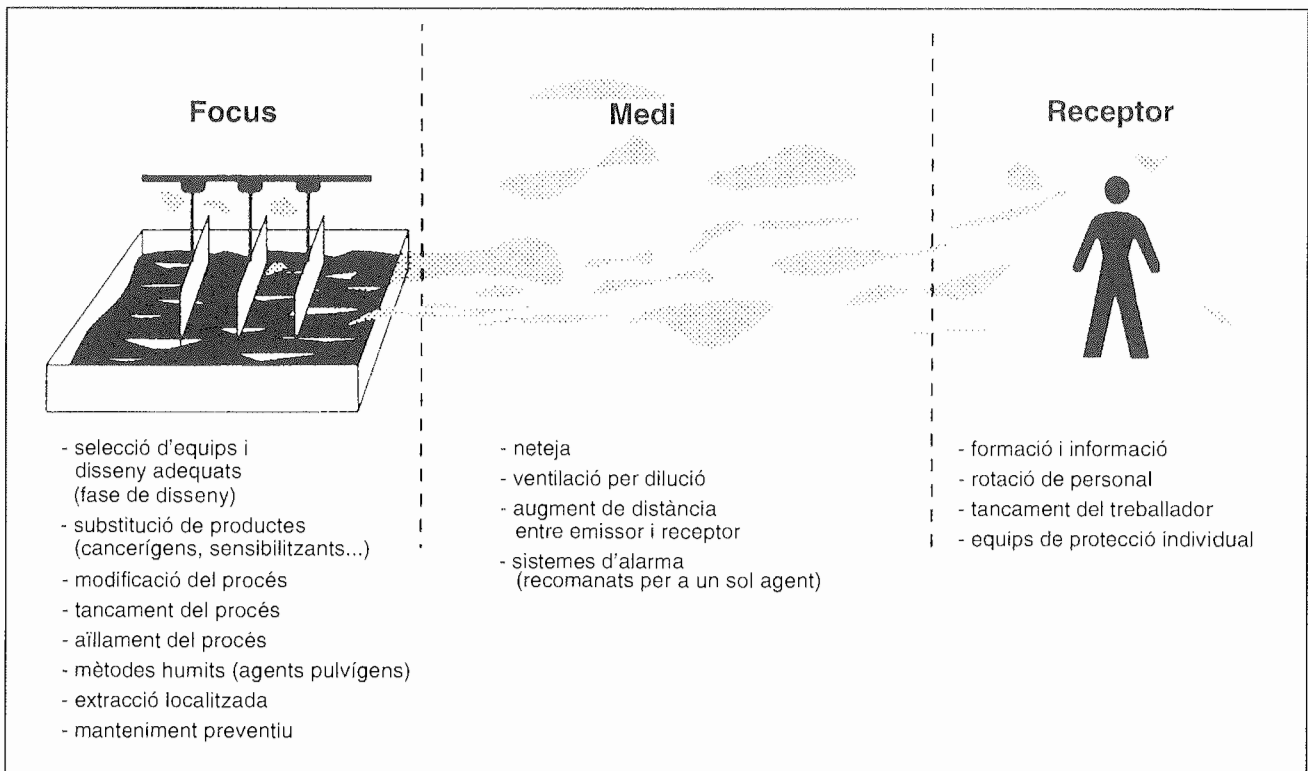 Focus
Medi
Receptor
- selecció d'equips i
disseny adequats
(fase de disseny)
- substitució de productes
(cancerígens, sensibilitzants...)
- modificació del procés
- tancament del procés
- aïllament del procés
- mètodes humits (agents pulvígens)
- extracció localitzada
- manteniment preventiu
- neteja
- ventilació per dilució
- augment de distància
entre emissor i receptor
- sistemes d'alarma
(recomanats per a un sol agent)
- formació i informació
- rotació de personal
- tancament del treballador
- equips de protecció individual